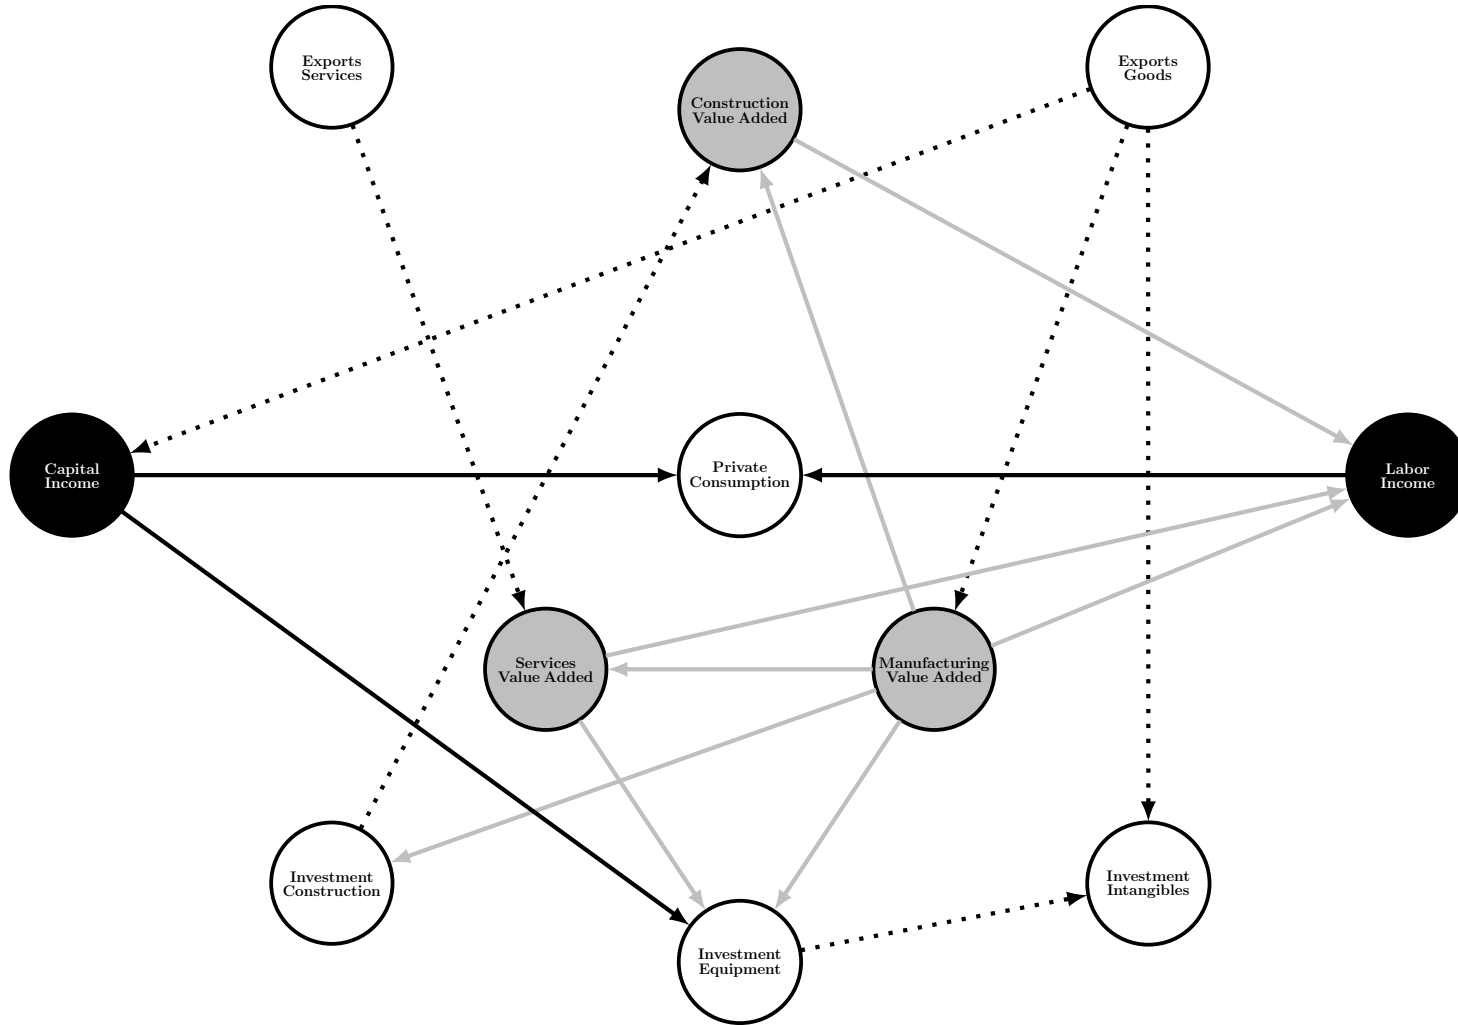 Exports
Services
Exports
Goods
Construction
Value Added
Capital
Income
Private
Consumption
Labor
Income
Services
Value Added
Manufacturing
Value Added
Investment
Construction
Investment
Intangibles
Investment
Equipment